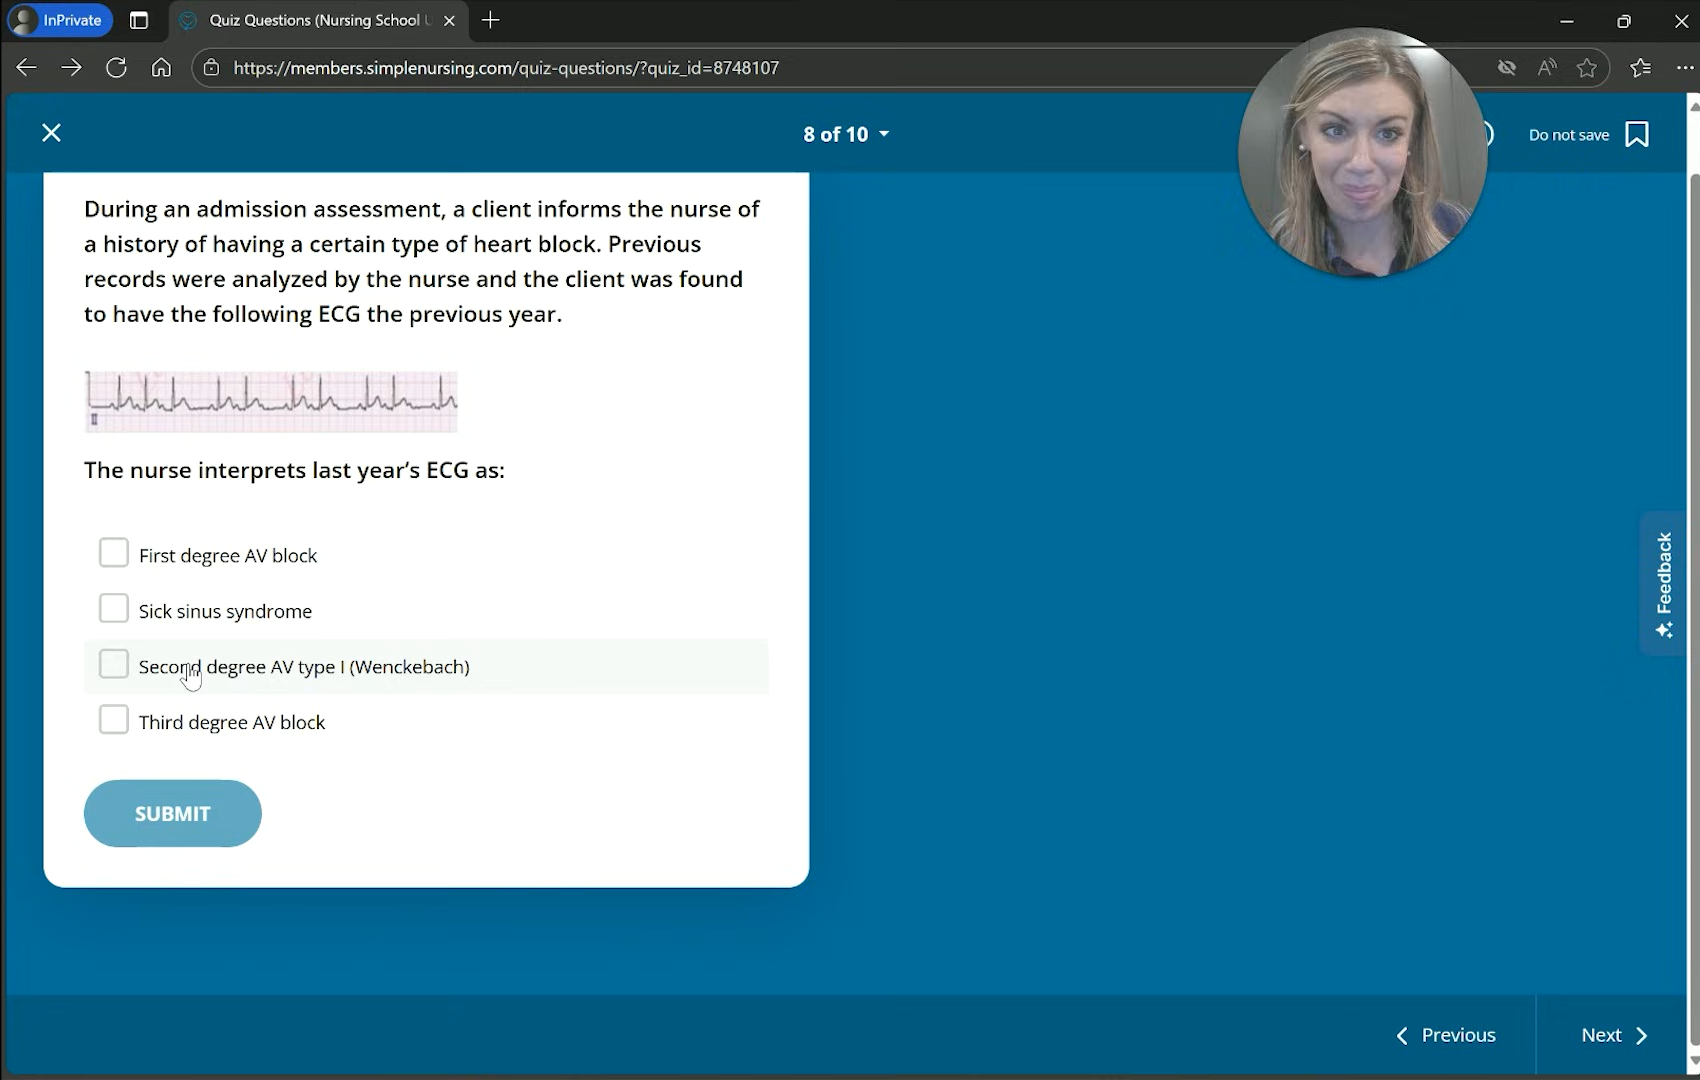 InPrivate
Quiz Questions (Nursing School
https://members.simplenursing.com/quiz-questions/?quiz_id=8748107
8 of 10
Do not save
During an admission assessment, a client informs the nurse of
a history of having a certain type of heart block. Previous
records were analyzed by the nurse and the client was found
to have the following ECG the previous year.
II
The nurse interprets last year’s ECG as:
First degree AV block
Sick sinus syndrome
Second degree AV type I (Wenckebach)
Third degree AV block
SUBMIT
Feedback
Previous
Next